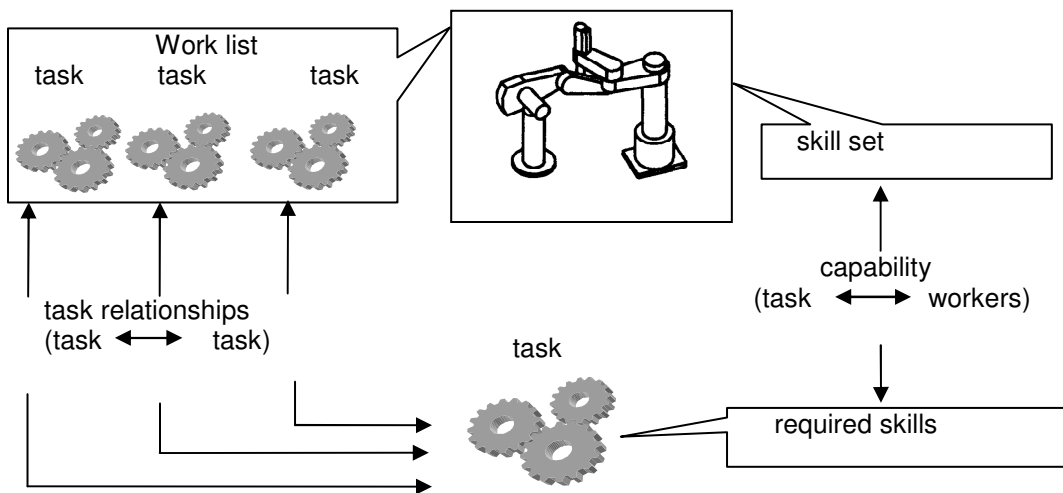 Work list
task task task
skill set
capability
(task workers)
task relationships
(task task)
task
required skills